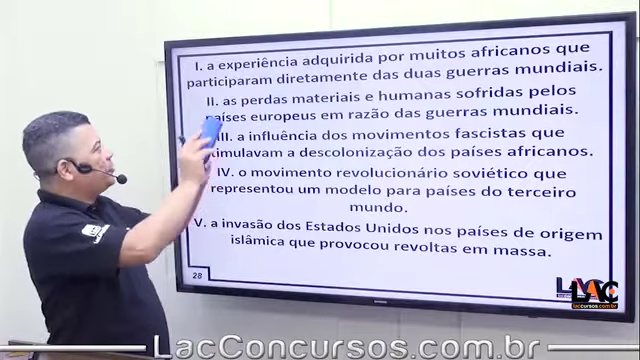 I. a experiência adquirida por muitos africanos que
participaram diretamente das duas guerras mundiais.
II. as perdas materiais e humanas sofridas pelos
países europeus em razão das guerras mundiais.
III. a influência dos movimentos fascistas que
timulavam a descolonização dos países africanos.
IV. o movimento revolucionário soviético que
representou um modelo para países do terceiro
mundo.
V. a invasão dos Estados Unidos nos países de origem
islâmica que provocou revoltas em massa.
28
LAC
laccursos.com.br
LacConcursos.com.br